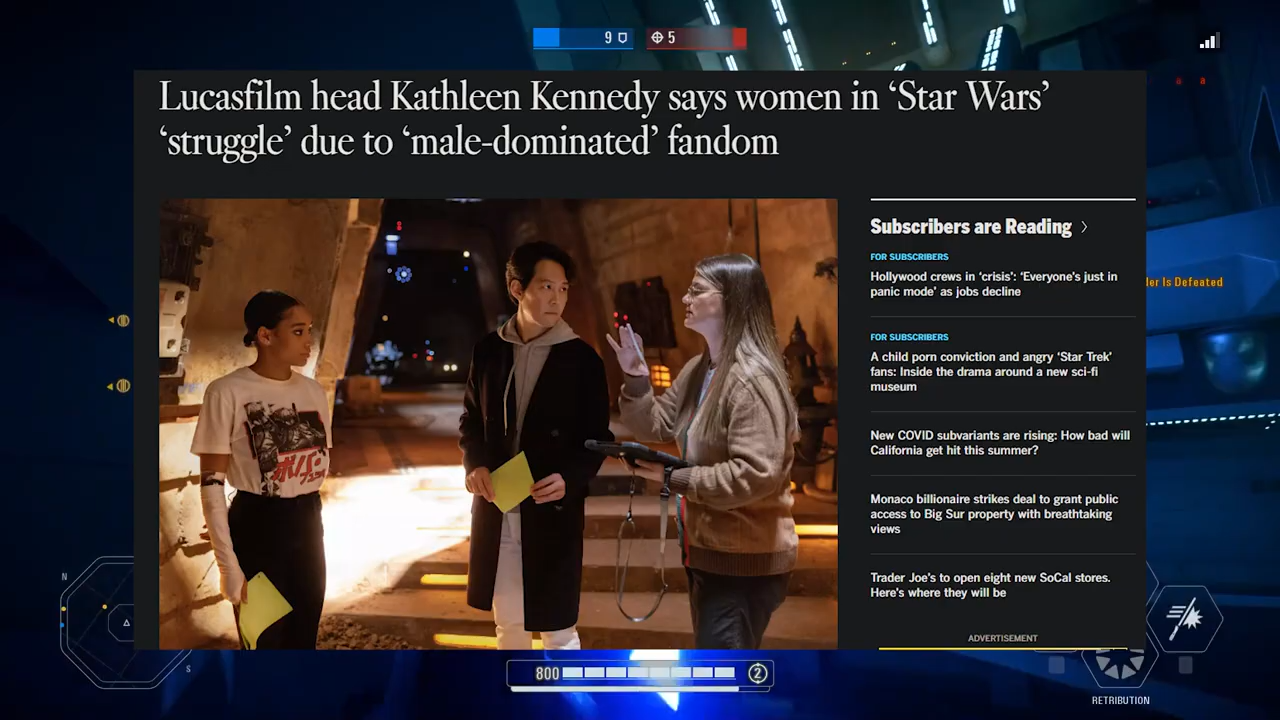 9
5
Lucasfilm head Kathleen Kennedy says women in ‘Star Wars’
‘struggle’ due to ‘male-dominated’ fandom
Subscribers are Reading
FOR SUBSCRIBERS
Hollywood crews in ‘crisis’: ‘Everyone’s just in
panic mode’ as jobs decline
FOR SUBSCRIBERS
A child porn conviction and angry ‘Star Trek’
fans: Inside the drama around a new sci-fi
museum
New COVID subvariants are rising: How bad will
California get hit this summer?
Monaco billionaire strikes deal to grant public
access to Big Sur property with breathtaking
views
Trader Joe’s to open eight new SoCal stores.
Here’s where they will be
ADVERTISEMENT
Is Defeated
N
S
800
2
RETRIBUTION